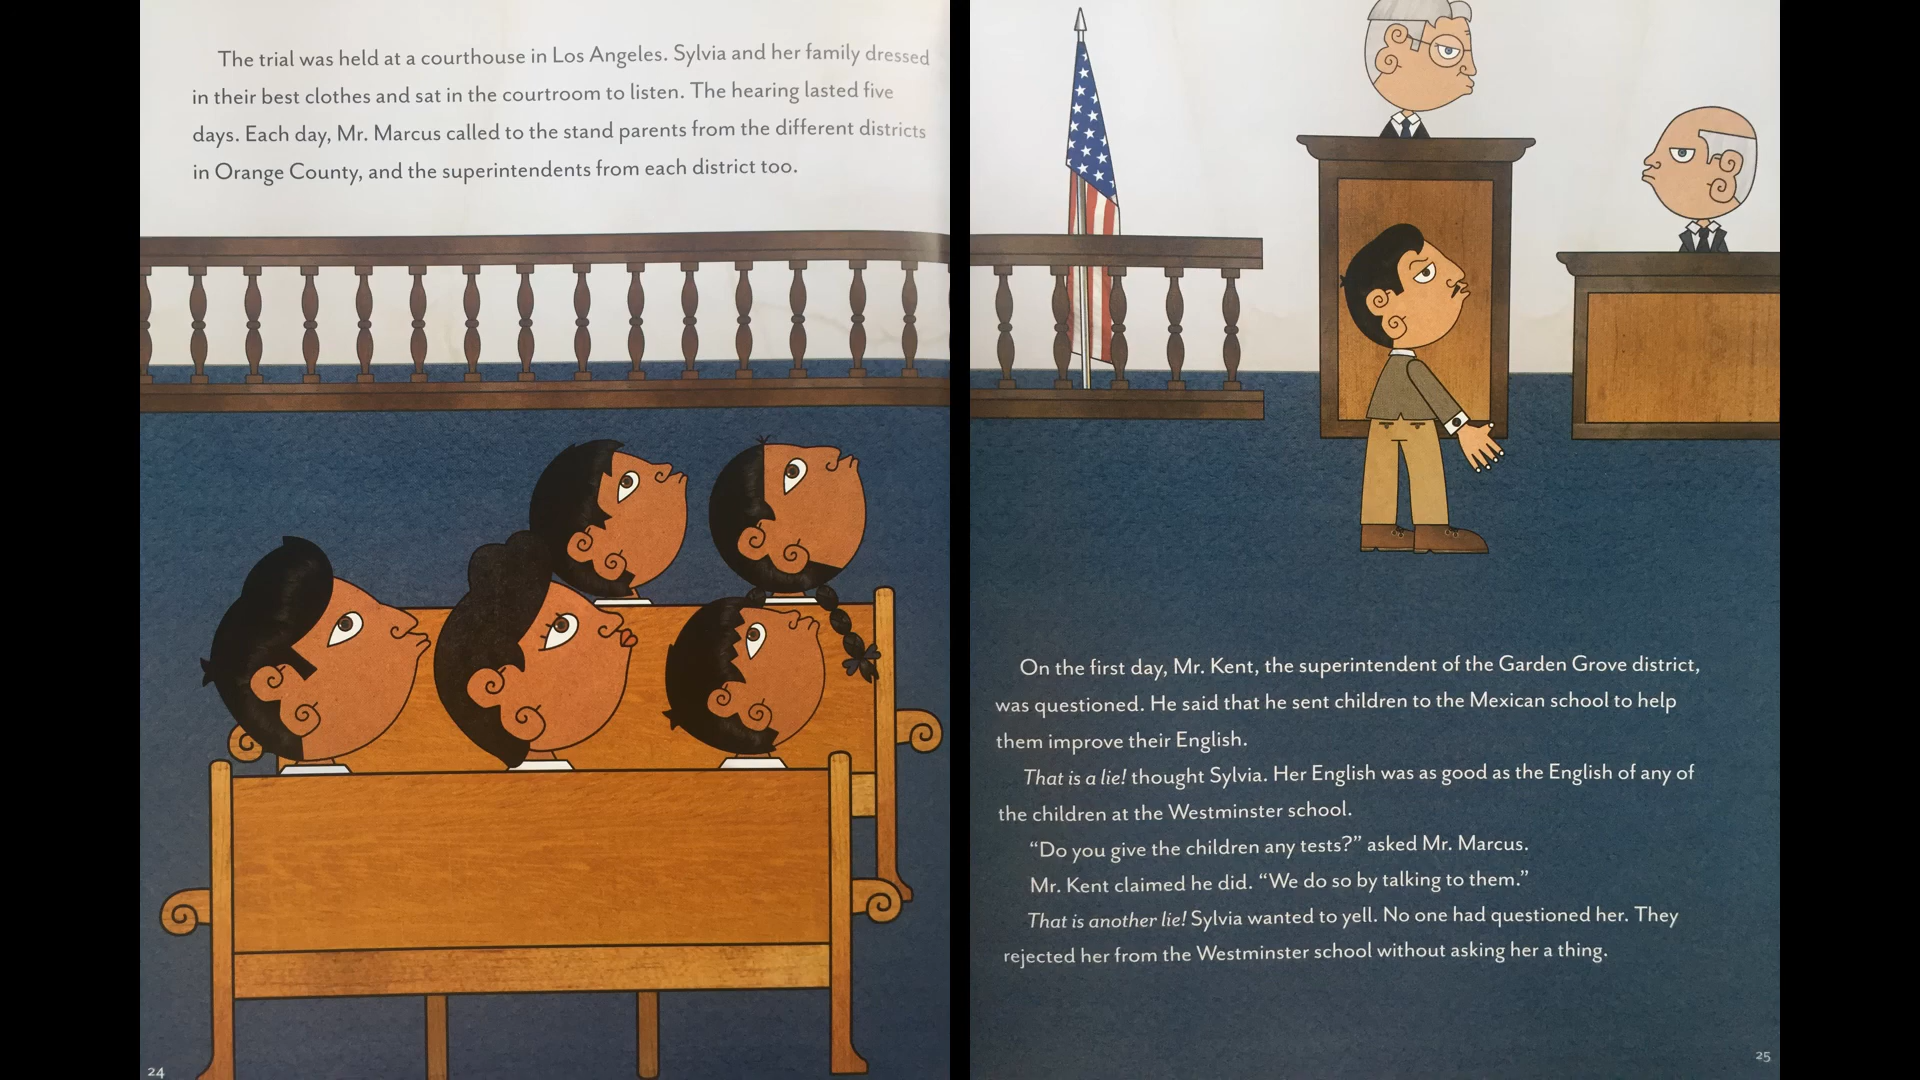 The trial was held at a courthouse in Los Angeles. Sylvia and her family dressed
in their best clothes and sat in the courtroom to listen. The hearing lasted five
days. Each day, Mr. Marcus called to the stand parents from the different districts
in Orange County, and the superintendents from each district too.
24
On the first day, Mr. Kent, the superintendent of the Garden Grove district,
was questioned. He said that he sent children to the Mexican school to help
them improve their English.
That is a lie! thought Sylvia. Her English was as good as the English of any of
the children at the Westminster school.
“Do you give the children any tests?” asked Mr. Marcus.
Mr. Kent claimed he did. “We do so by talking to them.”
That is another lie! Sylvia wanted to yell. No one had questioned her. They
rejected her from the Westminster school without asking her a thing.
25